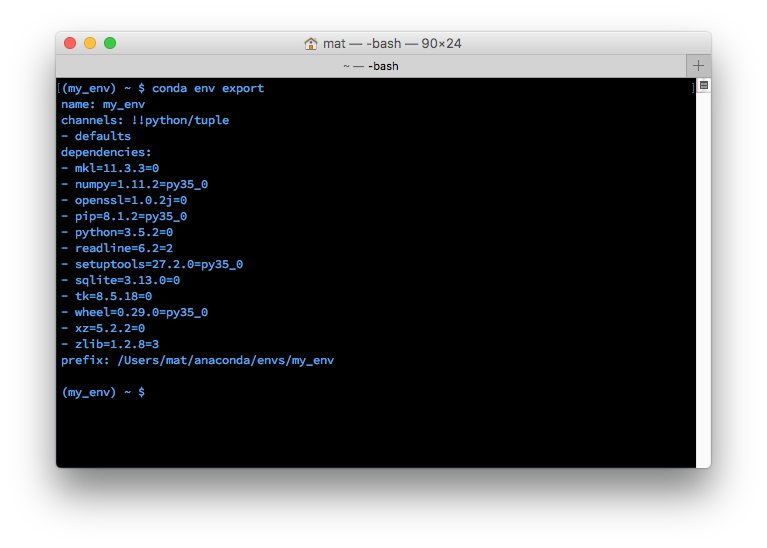 mat — -bash — 90×24
~ — -bash
[(my_env) ~ $ conda env export ]
name: my_env
channels: !!python/tuple
- defaults
dependencies:
- mkl=11.3.3=0
- numpy=1.11.2=py35_0
- openssl=1.0.2j=0
- pip=8.1.2=py35_0
- python=3.5.2=0
- readline=6.2=2
- setuptools=27.2.0=py35_0
- sqlite=3.13.0=0
- tk=8.5.18=0
- wheel=0.29.0=py35_0
- xz=5.2.2=0
- zlib=1.2.8=3
prefix: /Users/mat/anaconda/envs/my_env
(my_env) ~ $